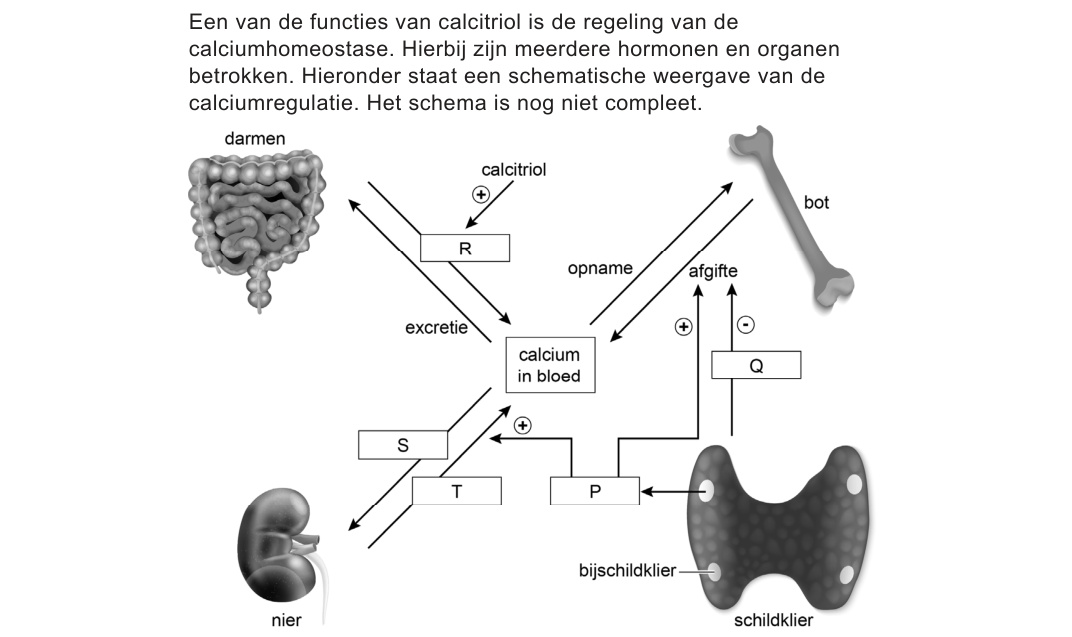 Een van de functies van calcitriol is de regeling van de
calciumhomeostase. Hierbij zijn meerdere hormonen en organen
betrokken. Hieronder staat een schematische weergave van de
calciumregulatie. Het schema is nog niet compleet.
darmen
calcitriol
+
R
bot
opname
afgifte
excretie
+
-
calcium
in bloed
Q
+
S
T
P
bijschildklier
nier
schildklier